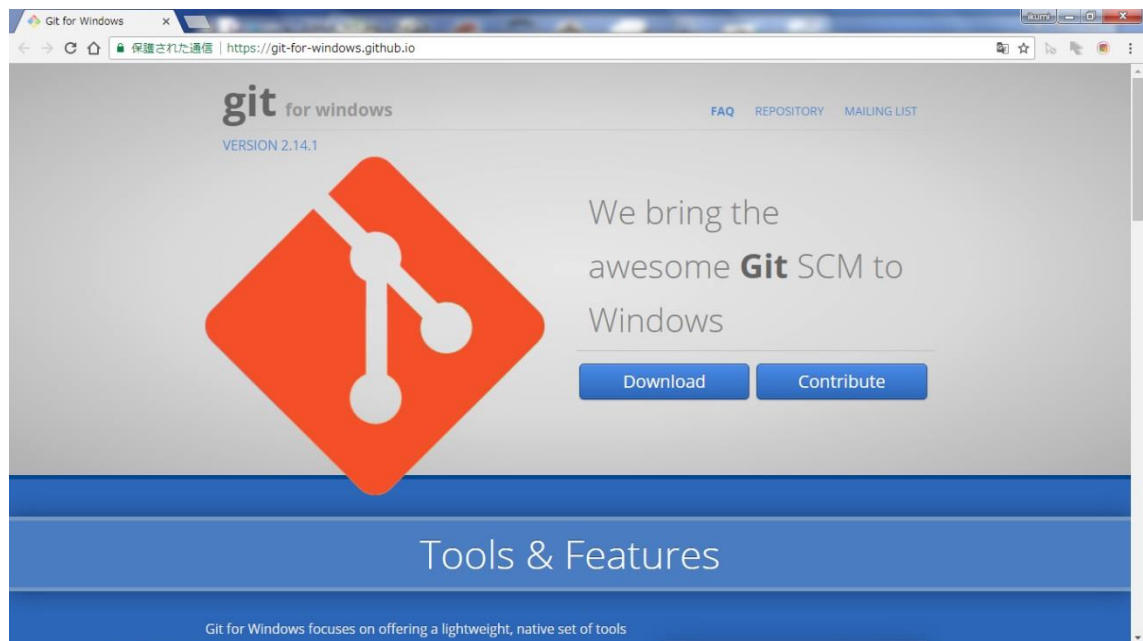 Git for Windows
ikumi
保護された通信 | https://git-for-windows.github.io
git for windows
FAQ REPOSITORY MAILING LIST
VERSION 2.14.1
We bring the
awesome Git SCM to
Windows
Download Contribute
Tools & Features
Git for Windows focuses on offering a lightweight, native set of tools